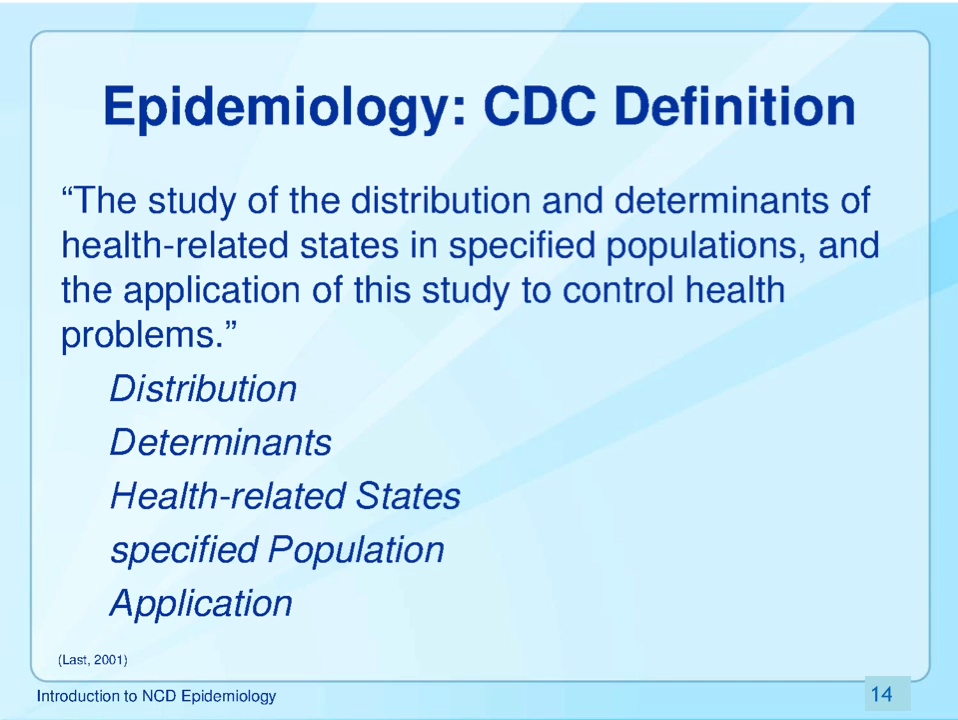 Epidemiology: CDC Definition
“The study of the distribution and determinants of
health-related states in specified populations, and
the application of this study to control health
problems.”
Distribution
Determinants
Health-related States
specified Population
Application
(Last, 2001)
Introduction to NCD Epidemiology
14